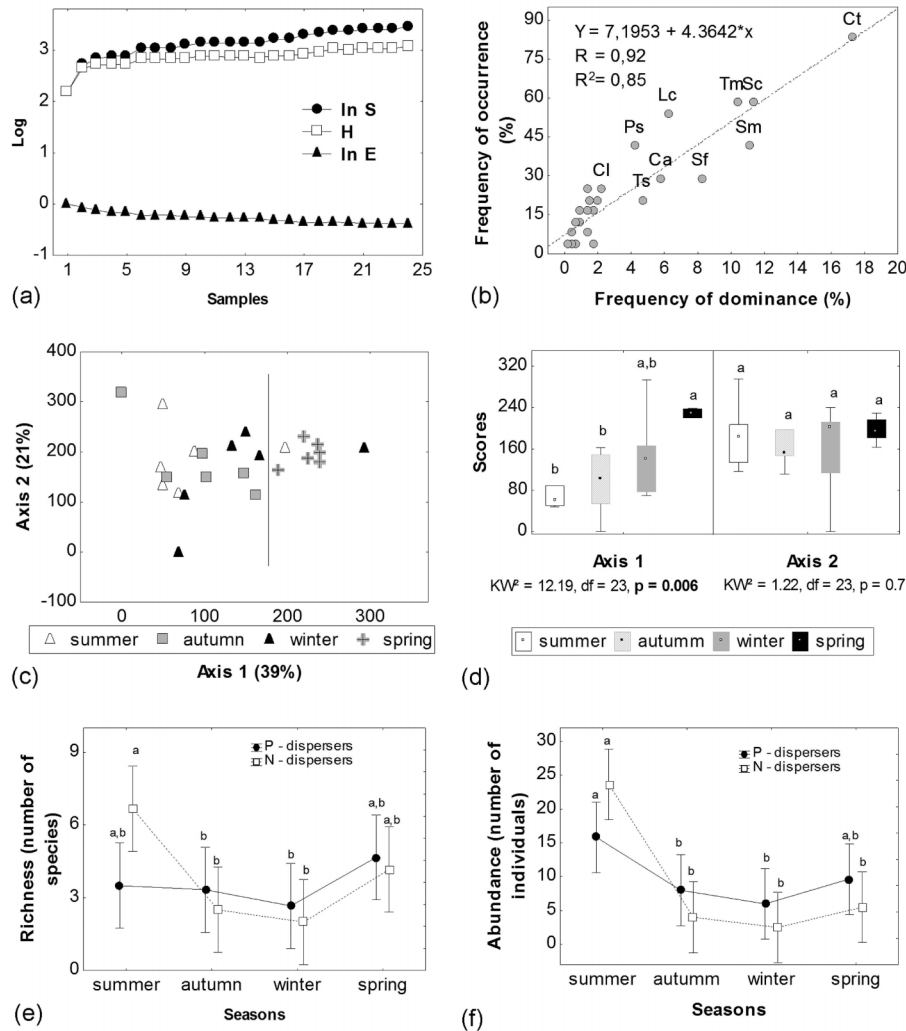 3
2
1
0
-1
Log
ln S
H
ln E
1 5 9 13 17 21 25
Samples
(a)
90
75
60
45
30
15
0
Frequency of occurrence
(%)
Y = 7,1953 + 4.3642*x
R = 0,92
R² = 0,85
Ct
Lc
Tm Sc
Ps
Sm
Cl
Ca
Sf
Ts
0 2 4 6 8 10 12 14 16 18 20
Frequency of dominance (%)
(b)
400
300
200
100
0
-100
Axis 2 (21%)
0 100 200 300
summer autumn winter spring
Axis 1 (39%)
(c)
320
240
160
80
0
Scores
b b a,b a
a a a a
Axis 1 Axis 2
KW² = 12.19, df = 23, p = 0.006 KW² = 1.22, df = 23, p = 0.7
summer autumm winter spring
(d)
9
6
3
0
Richness (number of
species)
P - dispersers
N - dispersers
a
a,b
b
b
b
b
a,b
a,b
summer autumn winter spring
Seasons
(e)
30
25
20
15
10
5
0
Abundance (number of
individuals)
P - dispersers
N - dispersers
a
a
b
b
b
b
a,b
b
summer autumm winter spring
Seasons
(f)